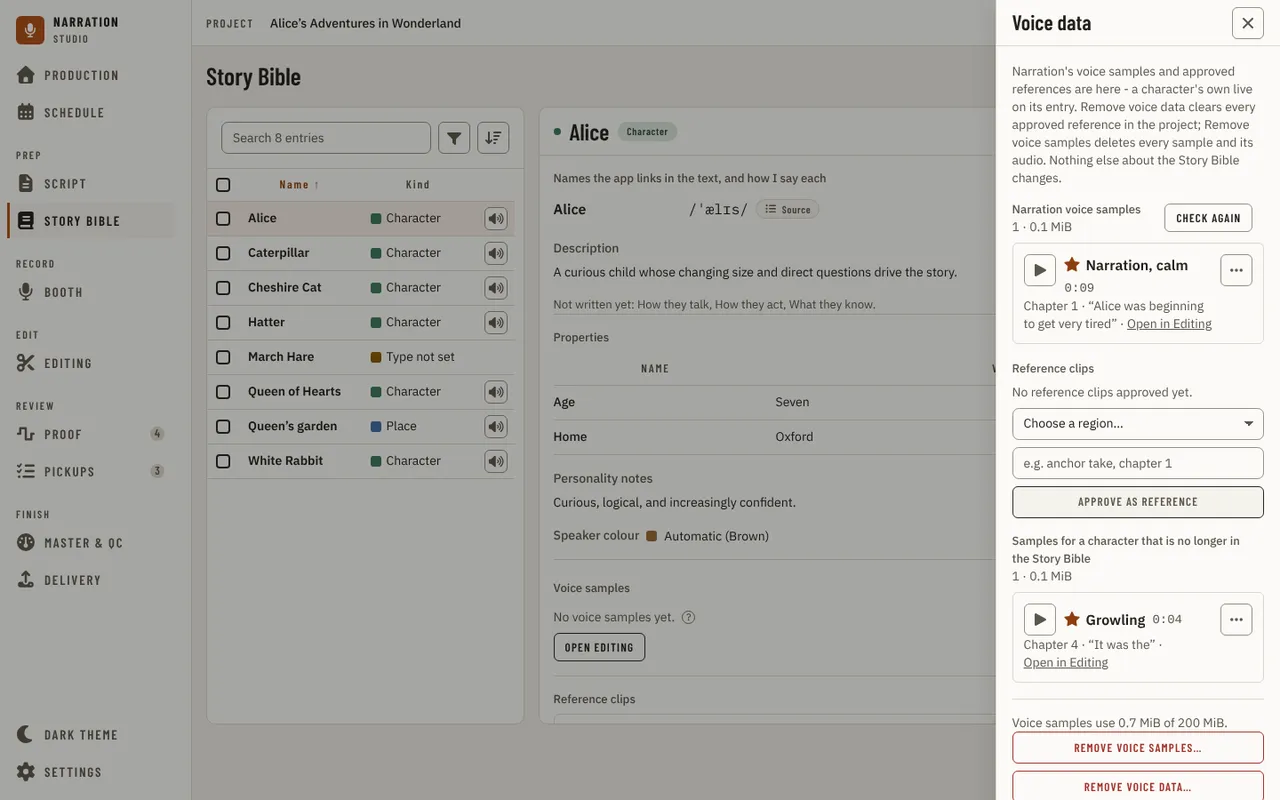 NARRATION
STUDIO
PRODUCTION
SCHEDULE
PREP
SCRIPT
STORY BIBLE
RECORD
BOOTH
EDIT
EDITING
REVIEW
PROOF 4
PICKUPS 3
FINISH
MASTER & QC
DELIVERY
DARK THEME
SETTINGS
PROJECT Alice’s Adventures in Wonderland
Story Bible
Search 8 entries
Name ↑ Kind
Alice Character
Caterpillar Character
Cheshire Cat Character
Hatter Character
March Hare Type not set
Queen of Hearts Character
Queen’s garden Place
White Rabbit Character
Alice Character
Names the app links in the text, and how I say each
Alice /ˈælɪs/ Source
Description
A curious child whose changing size and direct questions drive the story.
Not written yet: How they talk, How they act, What they know.
Properties
NAME
Age Seven
Home Oxford
Personality notes
Curious, logical, and increasingly confident.
Speaker colour Automatic (Brown)
Voice samples
No voice samples yet. ?
OPEN EDITING
Reference clips
Voice data
Narration's voice samples and approved
references are here - a character's own live
on its entry. Remove voice data clears every
approved reference in the project; Remove
voice samples deletes every sample and its
audio. Nothing else about the Story Bible
changes.
Narration voice samples
1 · 0.1 MiB
CHECK AGAIN
Narration, calm
0:09
Chapter 1 · “Alice was beginning
to get very tired” · Open in Editing
Reference clips
No reference clips approved yet.
Choose a region...
e.g. anchor take, chapter 1
APPROVE AS REFERENCE
Samples for a character that is no longer in
the Story Bible
1 · 0.1 MiB
Growling 0:04
Chapter 4 · “It was the” ·
Open in Editing
Voice samples use 0.7 MiB of 200 MiB.
REMOVE VOICE SAMPLES...
REMOVE VOICE DATA...